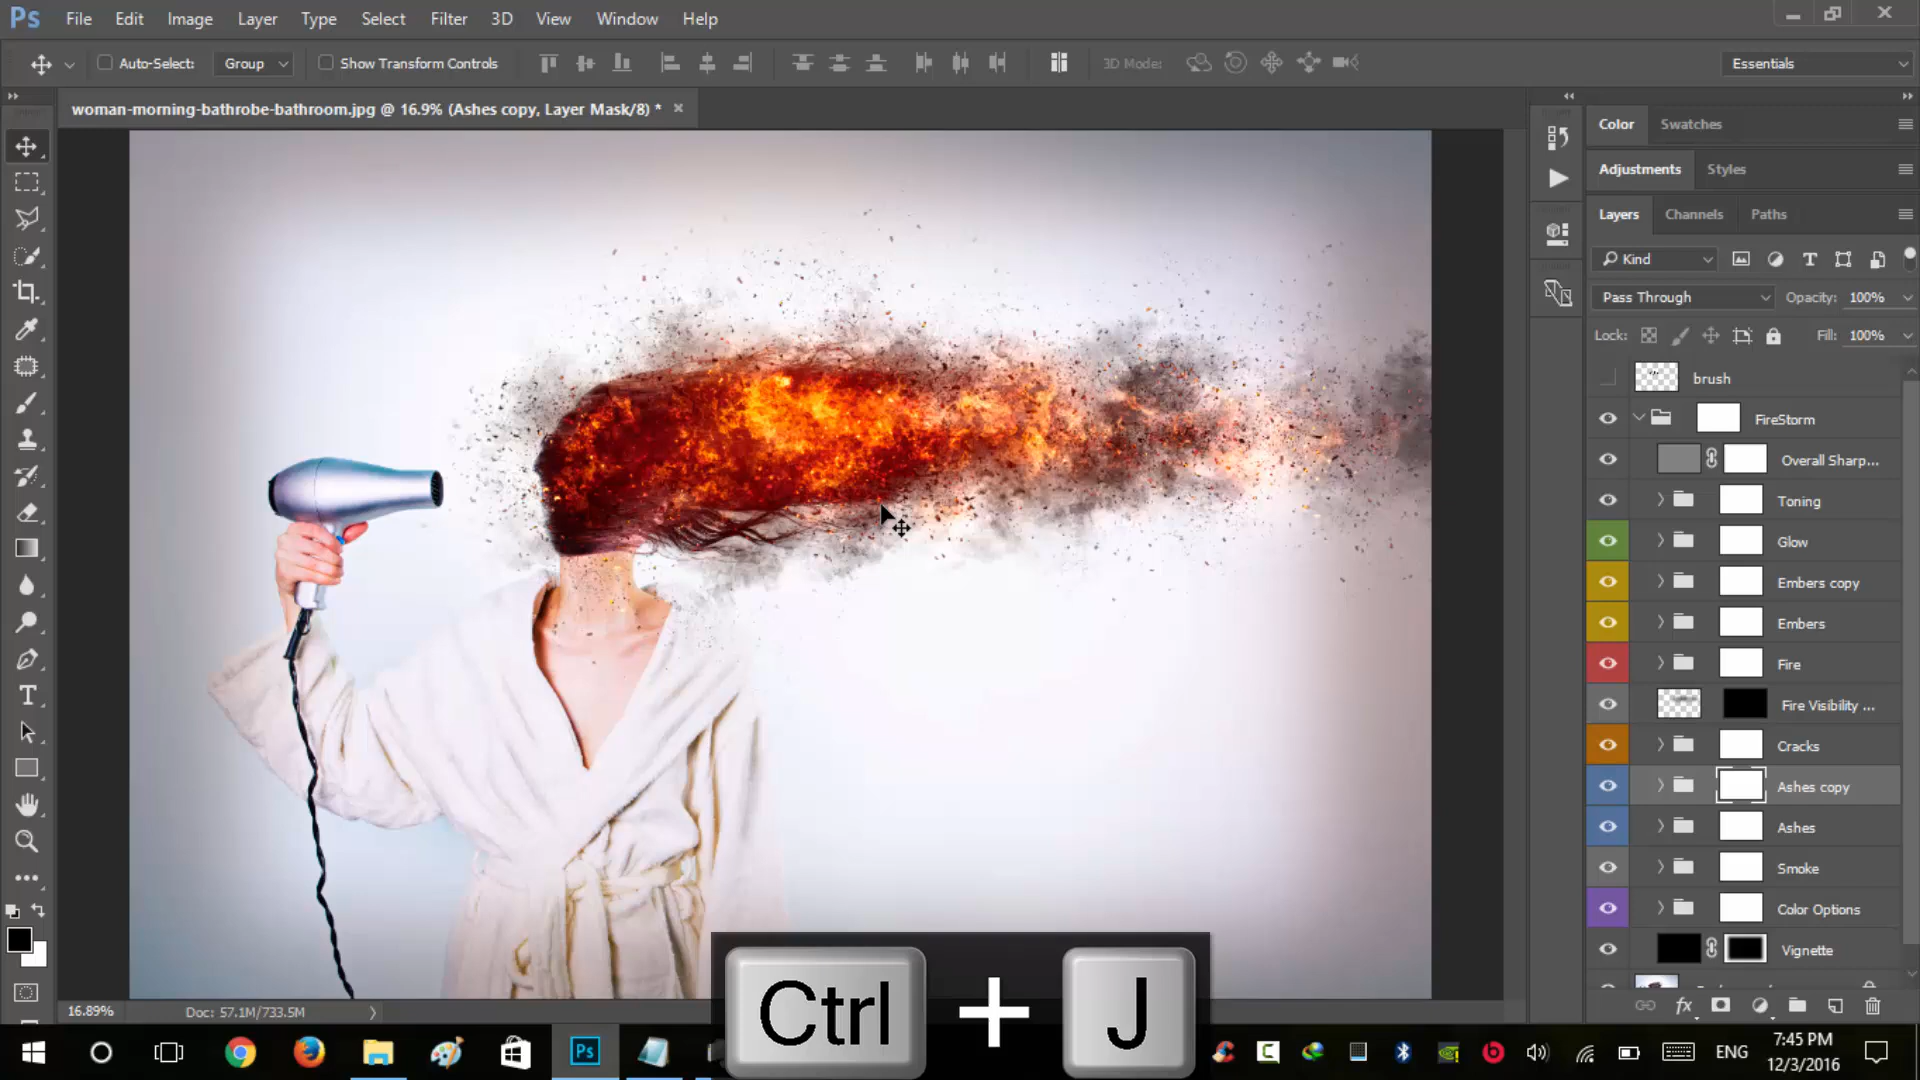 Ps File Edit Image Layer Type Select Filter 3D View Window Help
Auto-Select: Group Show Transform Controls 3D Mode: Essentials
woman-morning-bathrobe-bathroom.jpg @ 16.9% (Ashes copy, Layer Mask/8) *
Color Swatches
Adjustments Styles
Layers Channels Paths
Kind
Pass Through Opacity: 100%
Lock: Fill: 100%
brush
FireStorm
Overall Sharp...
Toning
Glow
Embers copy
Embers
Fire
Fire Visibility ...
Cracks
Ashes copy
Ashes
Smoke
Color Options
Vignette
16.89% Doc: 57.1M/733.5M
Ctrl + J
Ps
ENG
7:45 PM
12/3/2016